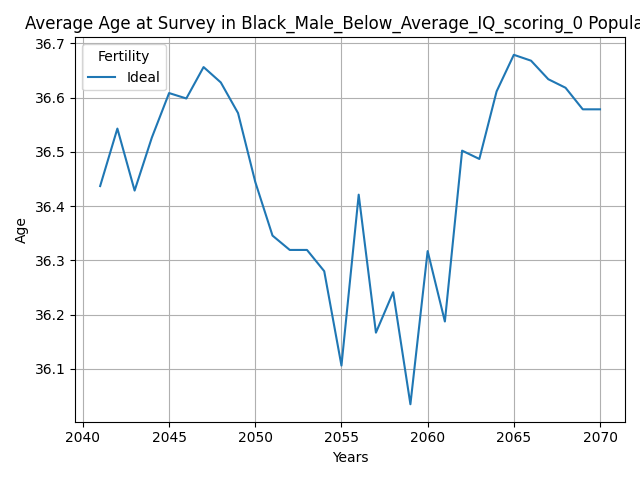 Average Age at Survey in Black_Male_Below_Average_IQ_scoring_0 Popula
36.7
36.6
36.5
36.4
36.3
36.2
36.1
Age
Fertility
Ideal
2040 2045 2050 2055 2060 2065 2070
Years